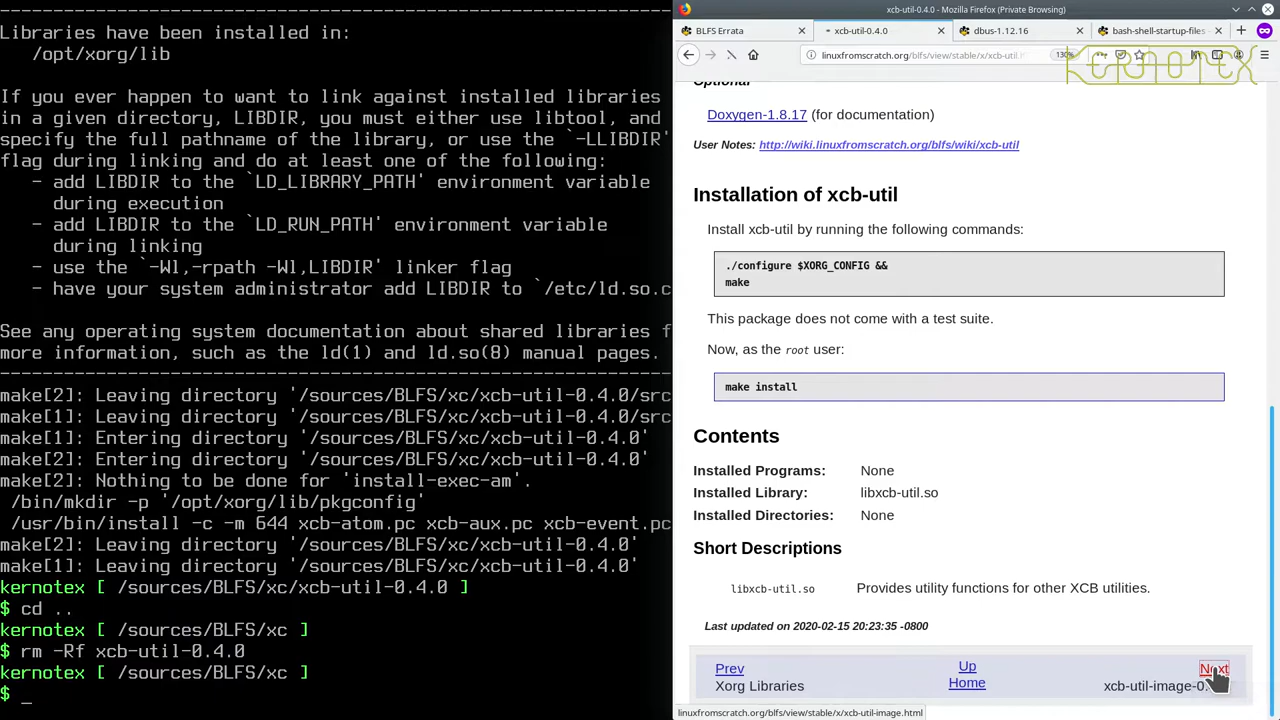 Libraries have been installed in:
/opt/xorg/lib
If you ever happen to want to link against installed libraries
in a given directory, LIBDIR, you must either use libtool, and
specify the full pathname of the library, or use the `-LLIBDIR'
flag during linking and do at least one of the following:
- add LIBDIR to the `LD_LIBRARY_PATH' environment variable
during execution
- add LIBDIR to the `LD_RUN_PATH' environment variable
during linking
- use the `-Wl,-rpath -Wl,LIBDIR' linker flag
- have your system administrator add LIBDIR to `/etc/ld.so.c
See any operating system documentation about shared libraries f
more information, such as the ld(1) and ld.so(8) manual pages.
make[2]: Leaving directory '/sources/BLFS/xc/xcb-util-0.4.0/src
make[1]: Leaving directory '/sources/BLFS/xc/xcb-util-0.4.0/src
make[1]: Entering directory '/sources/BLFS/xc/xcb-util-0.4.0'
make[2]: Entering directory '/sources/BLFS/xc/xcb-util-0.4.0'
make[2]: Nothing to be done for 'install-exec-am'.
/bin/mkdir -p '/opt/xorg/lib/pkgconfig'
/usr/bin/install -c -m 644 xcb-atom.pc xcb-aux.pc xcb-event.pc
make[2]: Leaving directory '/sources/BLFS/xc/xcb-util-0.4.0'
make[1]: Leaving directory '/sources/BLFS/xc/xcb-util-0.4.0'
kernotex [ /sources/BLFS/xc/xcb-util-0.4.0 ]
$ cd ..
kernotex [ /sources/BLFS/xc ]
$ rm -Rf xcb-util-0.4.0
kernotex [ /sources/BLFS/xc ]
$ _
xcb-util-0.4.0 - Mozilla Firefox (Private Browsing)
BLFS Errata
xcb-util-0.4.0
dbus-1.12.16
bash-shell-startup-files
linuxfromscratch.org/blfs/view/stable/x/xcb-util.
130%
KERNOTEX
Optional
Doxygen-1.8.17 (for documentation)
User Notes: http://wiki.linuxfromscratch.org/blfs/wiki/xcb-util
Installation of xcb-util
Install xcb-util by running the following commands:
./configure $XORG_CONFIG &&
make
This package does not come with a test suite.
Now, as the root user:
make install
Contents
Installed Programs: None
Installed Library: libxcb-util.so
Installed Directories: None
Short Descriptions
libxcb-util.so Provides utility functions for other XCB utilities.
Last updated on 2020-02-15 20:23:35 -0800
Prev Up Next
Xorg Libraries Home xcb-util-image-0.
linuxfromscratch.org/blfs/view/stable/x/xcb-util-image.html